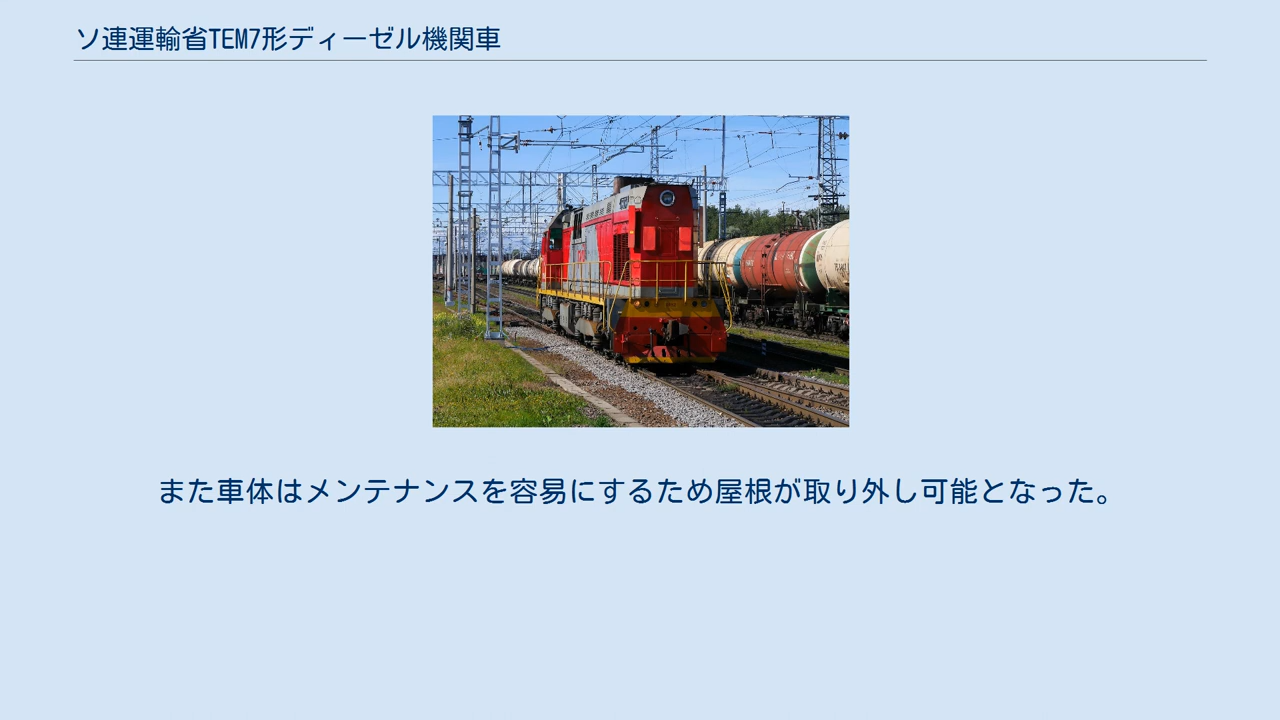 ソ連運輸省TEM7形ディーゼル機関車
また車体はメンテナンスを容易にするため屋根が取り外し可能となった。